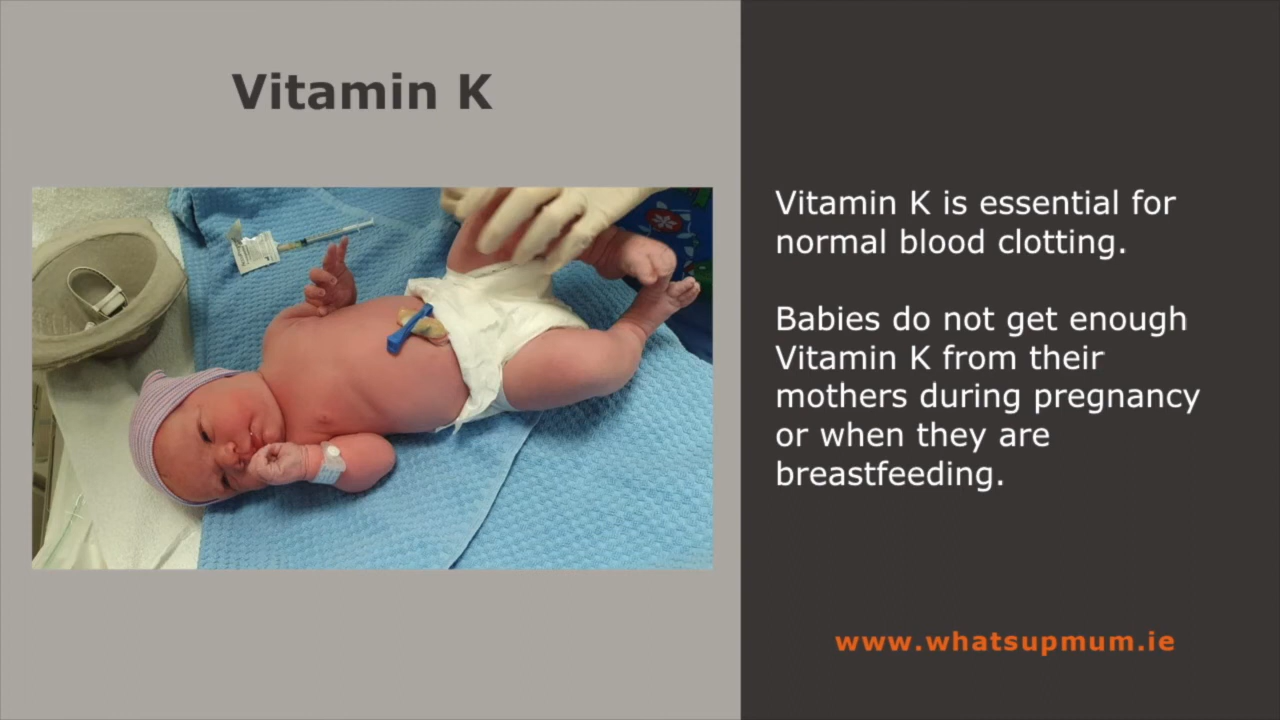 Vitamin K
Vitamin K is essential for
normal blood clotting.
Babies do not get enough
Vitamin K from their
mothers during pregnancy
or when they are
breastfeeding.
www.whatsupmum.ie